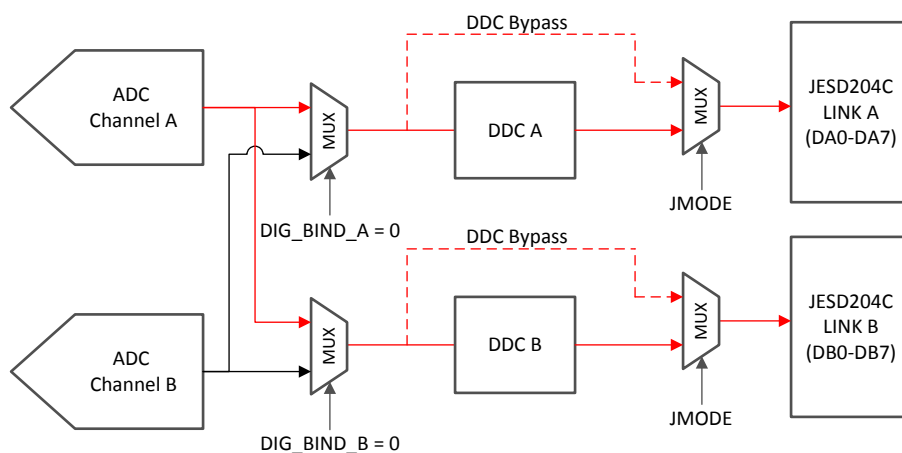 DDC Bypass
ADC
Channel A
MUX
DDC A
MUX
JESD204C
LINK A
(DA0-DA7)
DIG_BIND_A = 0
JMODE
DDC Bypass
ADC
Channel B
MUX
DDC B
MUX
JESD204C
LINK B
(DB0-DB7)
DIG_BIND_B = 0
JMODE